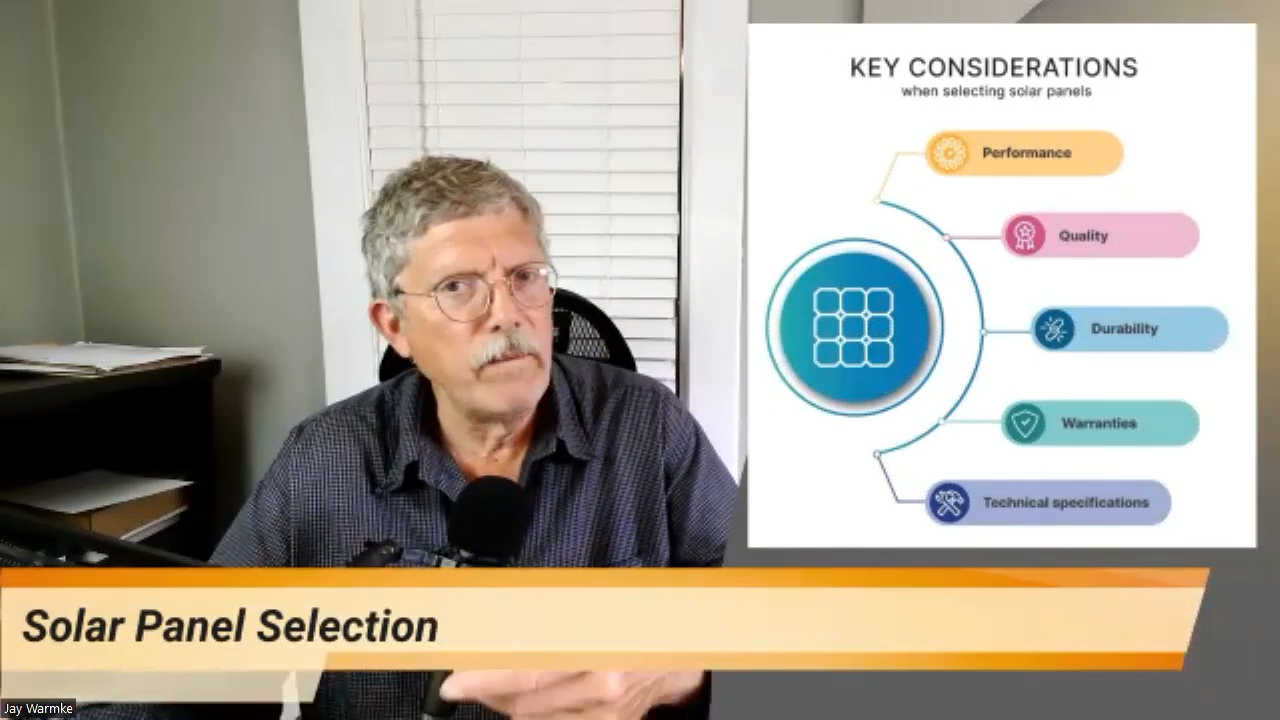 KEY CONSIDERATIONS
when selecting solar panels
Performance
Quality
Durability
Warranties
Technical specifications
Solar Panel Selection
Jay Warmke